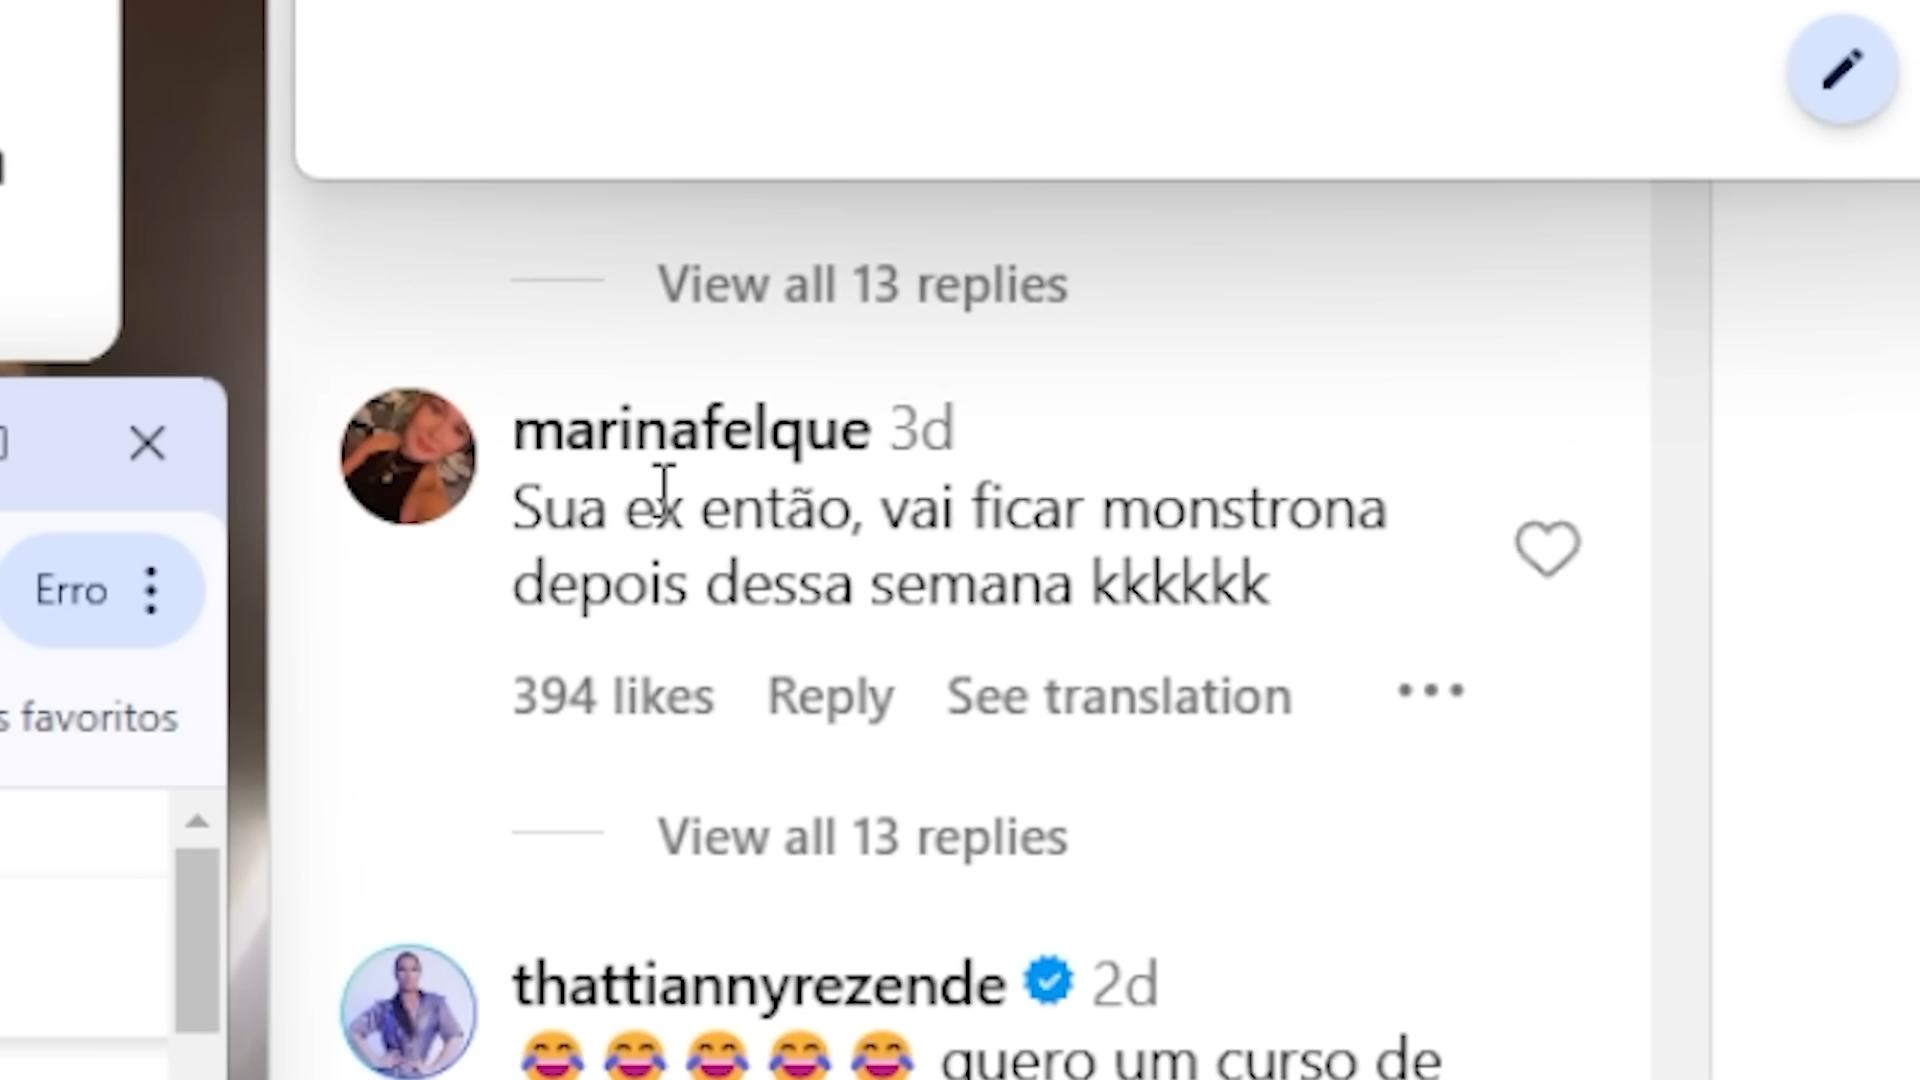 View all 13 replies
marinafelque 3d
Sua ex então, vai ficar monstrona
depois dessa semana kkkkkk
Erro
394 likes Reply See translation
s favoritos
View all 13 replies
thattiannyrezende 2d
😂😂😂😂😂 quero um curso de